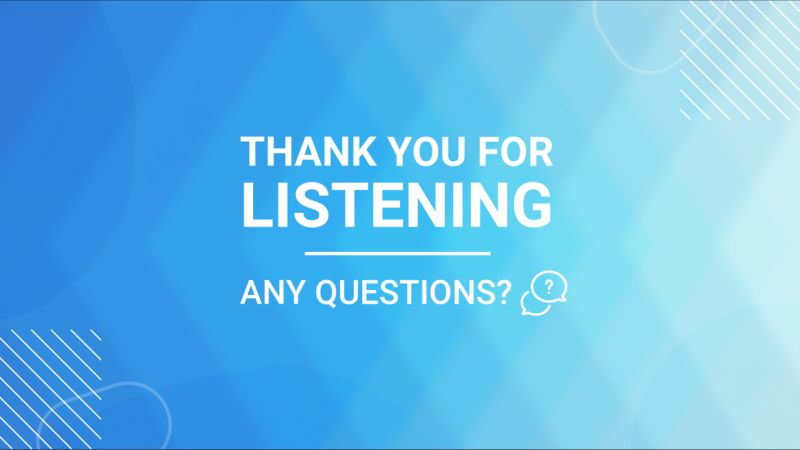 THANK YOU FOR
LISTENING
ANY QUESTIONS?
?